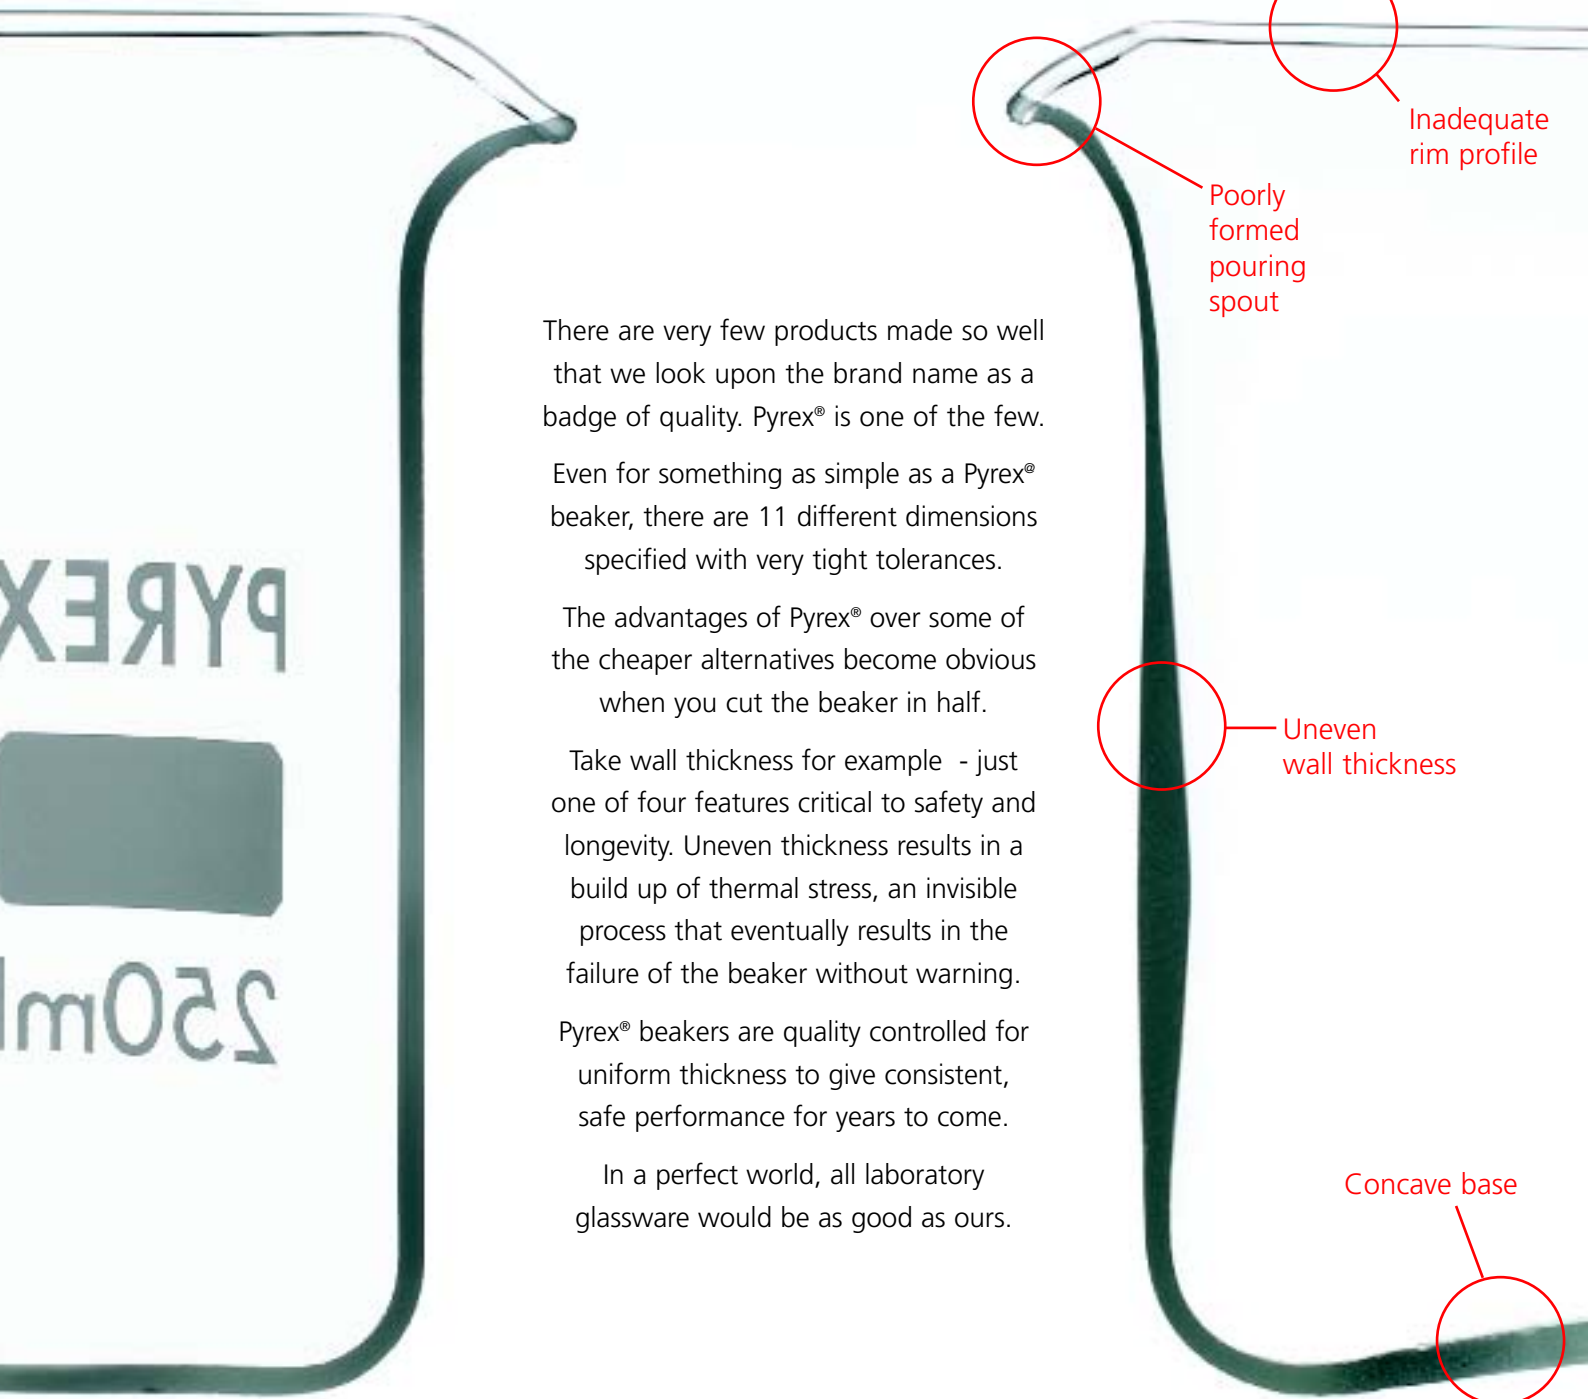 PYREX
250ml
There are very few products made so well
that we look upon the brand name as a
badge of quality. Pyrex® is one of the few.
Even for something as simple as a Pyrex@
beaker, there are 11 different dimensions
specified with very tight tolerances.
The advantages of Pyrex® over some of
the cheaper alternatives become obvious
when you cut the beaker in half.
Take wall thickness for example - just
one of four features critical to safety and
longevity. Uneven thickness results in a
build up of thermal stress, an invisible
process that eventually results in the
failure of the beaker without warning.
Pyrex® beakers are quality controlled for
uniform thickness to give consistent,
safe performance for years to come.
In a perfect world, all laboratory
glassware would be as good as ours.
Inadequate
rim profile
Poorly
formed
pouring
spout
Uneven
wall thickness
Concave base